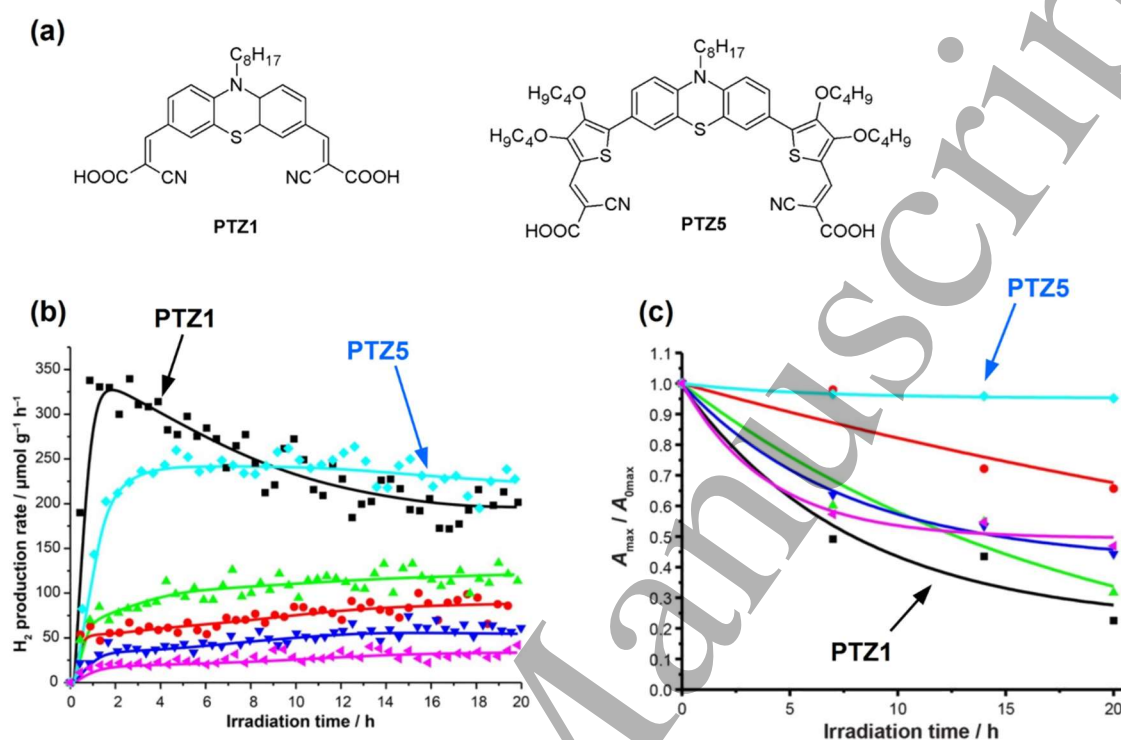 (a)
C8H17
N
S
HOOC
CN
NC
COOH
PTZ1
C8H17
N
H9C4O
OC4H9
H9C4O
OC4H9
S
S
S
CN
NC
HOOC
COOH
PTZ5
(b)
PTZ1
PTZ5
H2 production rate / µmol g⁻¹ h⁻¹
350
300
250
200
150
100
50
0
0 2 4 6 8 10 12 14 16 18 20
Irradiation time / h
(c)
PTZ5
PTZ1
Amax / A0max
1.1
1.0
0.9
0.8
0.7
0.6
0.5
0.4
0.3
0.2
0.1
0.0
0 5 10 15 20
Irradiation time / h
Manuscrip